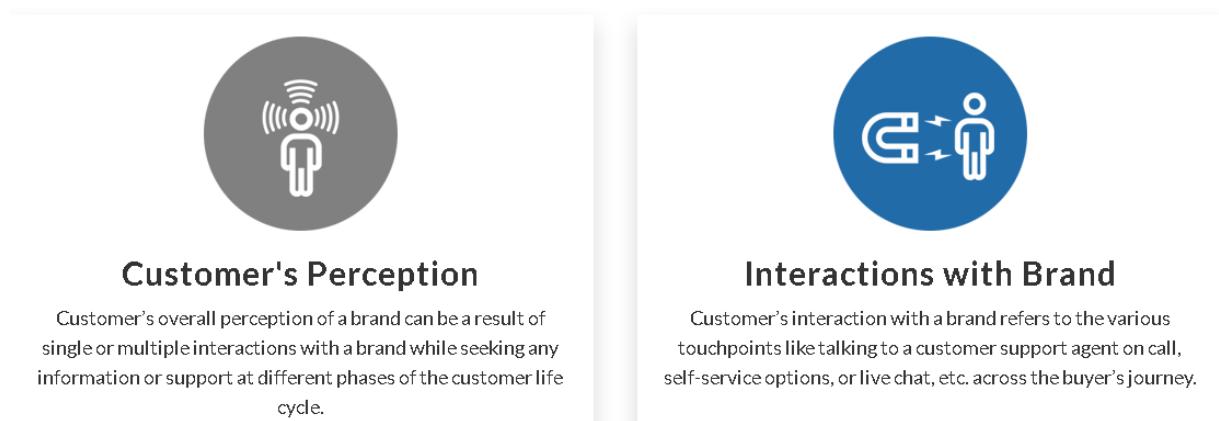 Customer's Perception
Customer’s overall perception of a brand can be a result of
single or multiple interactions with a brand while seeking any
information or support at different phases of the customer life
cycle.
Interactions with Brand
Customer’s interaction with a brand refers to the various
touchpoints like talking to a customer support agent on call,
self-service options, or live chat, etc. across the buyer’s journey.